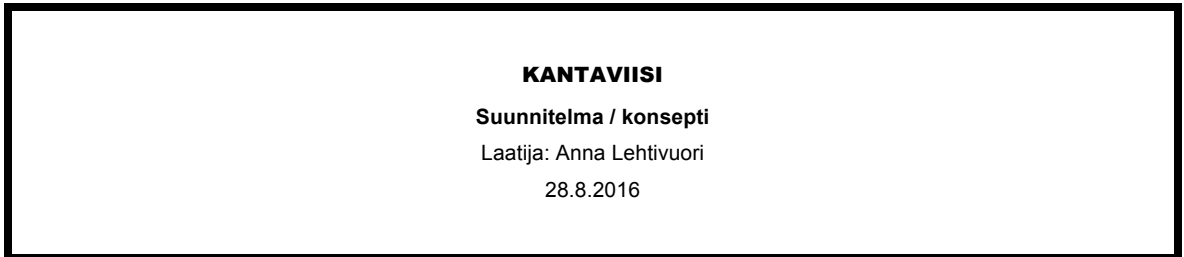 KANTAVIISI
Suunnitelma / konsepti
Laatija: Anna Lehtivuori
28.8.2016